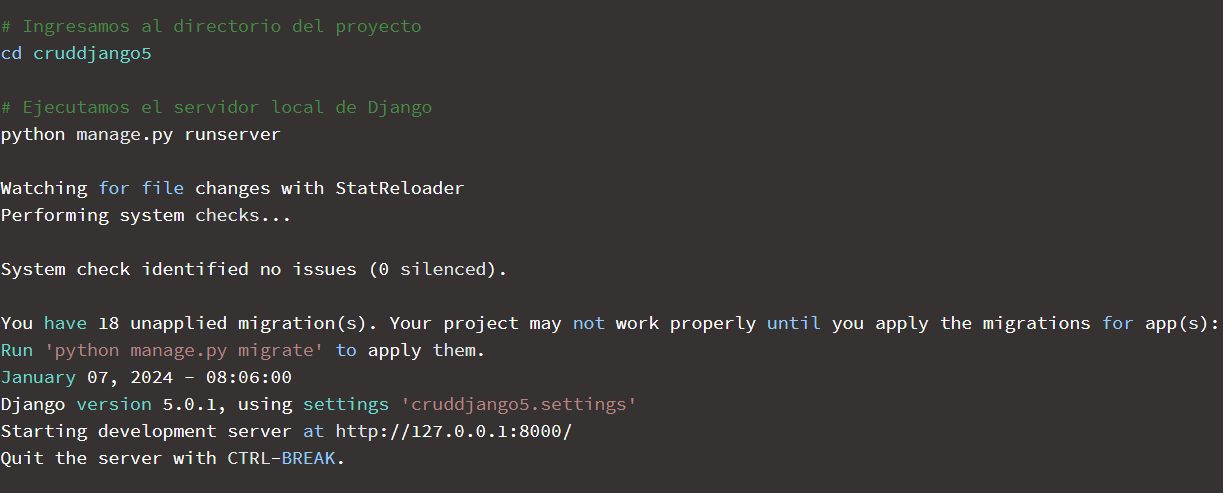 # Ingresamos al directorio del proyecto
cd cruddjango5
# Ejecutamos el servidor local de Django
python manage.py runserver
Watching for file changes with StatReloader
Performing system checks...
System check identified no issues (0 silenced).
You have 18 unapplied migration(s). Your project may not work properly until you apply the migrations for app(s):
Run 'python manage.py migrate' to apply them.
January 07, 2024 - 08:06:00
Django version 5.0.1, using settings 'cruddjango5.settings'
Starting development server at http://127.0.0.1:8000/
Quit the server with CTRL-BREAK.